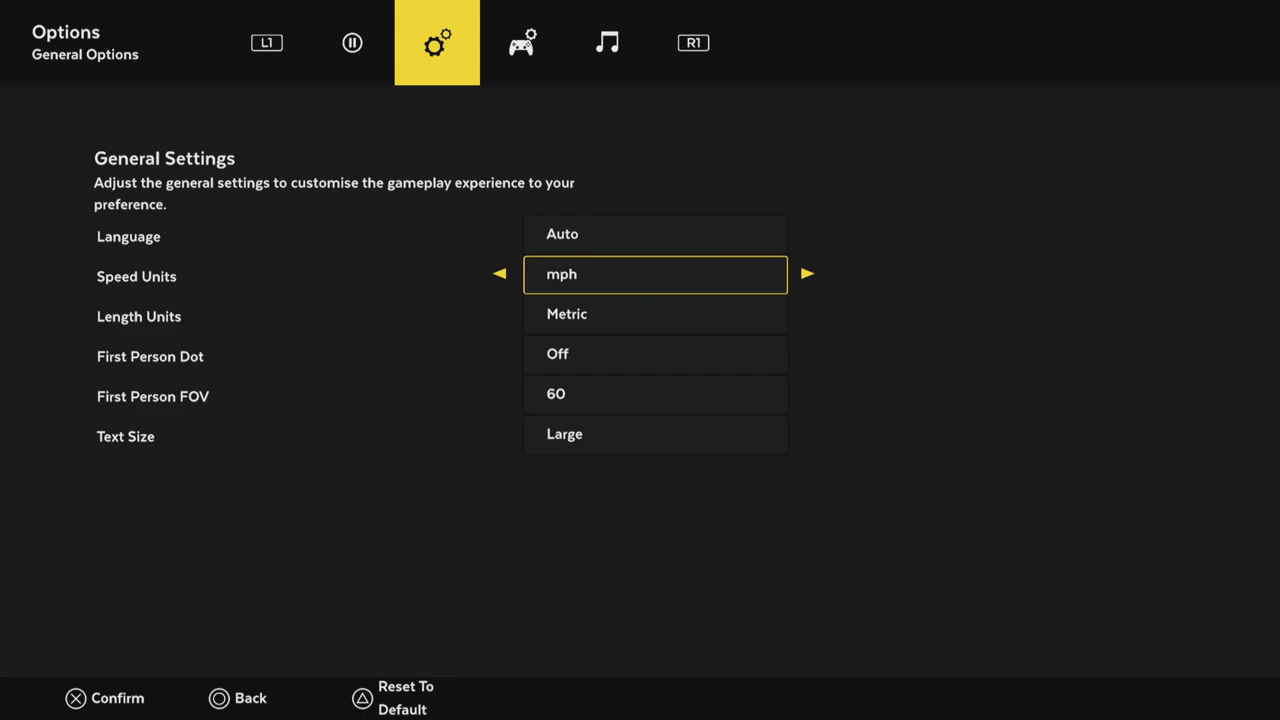 Options
General Options
L1
R1
General Settings
Adjust the general settings to customise the gameplay experience to your
preference.
Language
Auto
Speed Units
mph
Length Units
Metric
First Person Dot
Off
First Person FOV
60
Text Size
Large
Confirm
Back
Reset To
Default